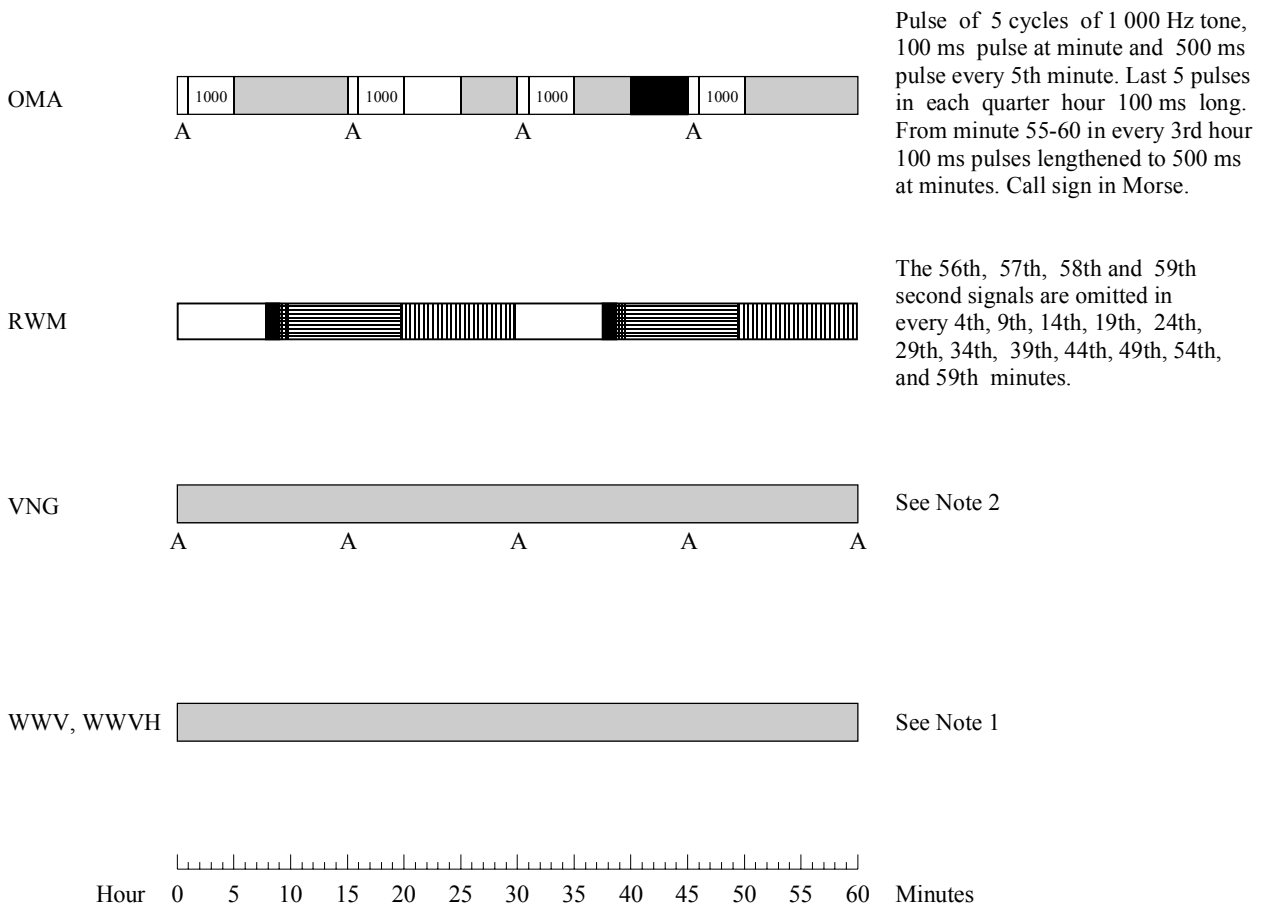 Pulse of 5 cycles of 1 000 Hz tone,
100 ms pulse at minute and 500 ms
pulse every 5th minute. Last 5 pulses
in each quarter hour 100 ms long.
From minute 55-60 in every 3rd hour
100 ms pulses lengthened to 500 ms
at minutes. Call sign in Morse.
OMA
1000 1000 1000 1000
A A A A
The 56th, 57th, 58th and 59th
second signals are omitted in
every 4th, 9th, 14th, 19th, 24th,
29th, 34th, 39th, 44th, 49th, 54th,
and 59th minutes.
RWM
VNG See Note 2
A A A A A
WWV, WWVH See Note 1
Hour 0 5 10 15 20 25 30 35 40 45 50 55 60 Minutes